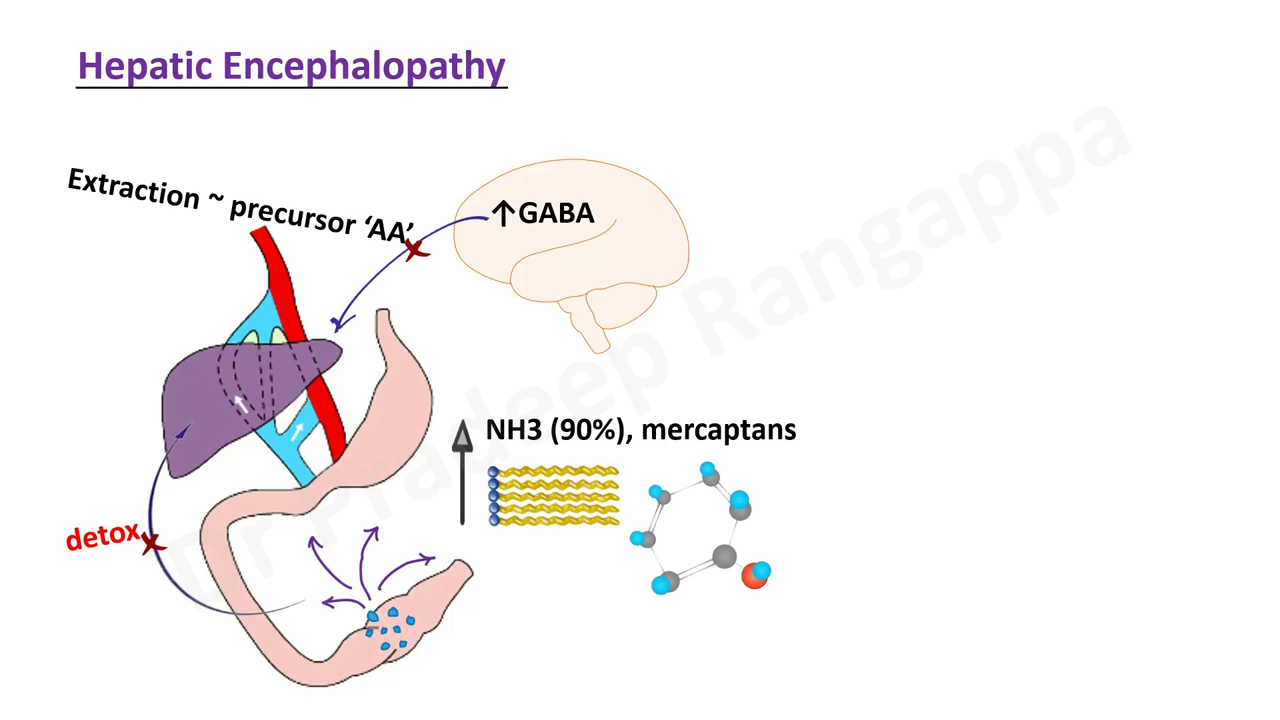 Hepatic Encephalopathy
Extraction ~ precursor ‘AA’
↑GABA
NH3 (90%), mercaptans
detox
Dr Pradeep Rangappa